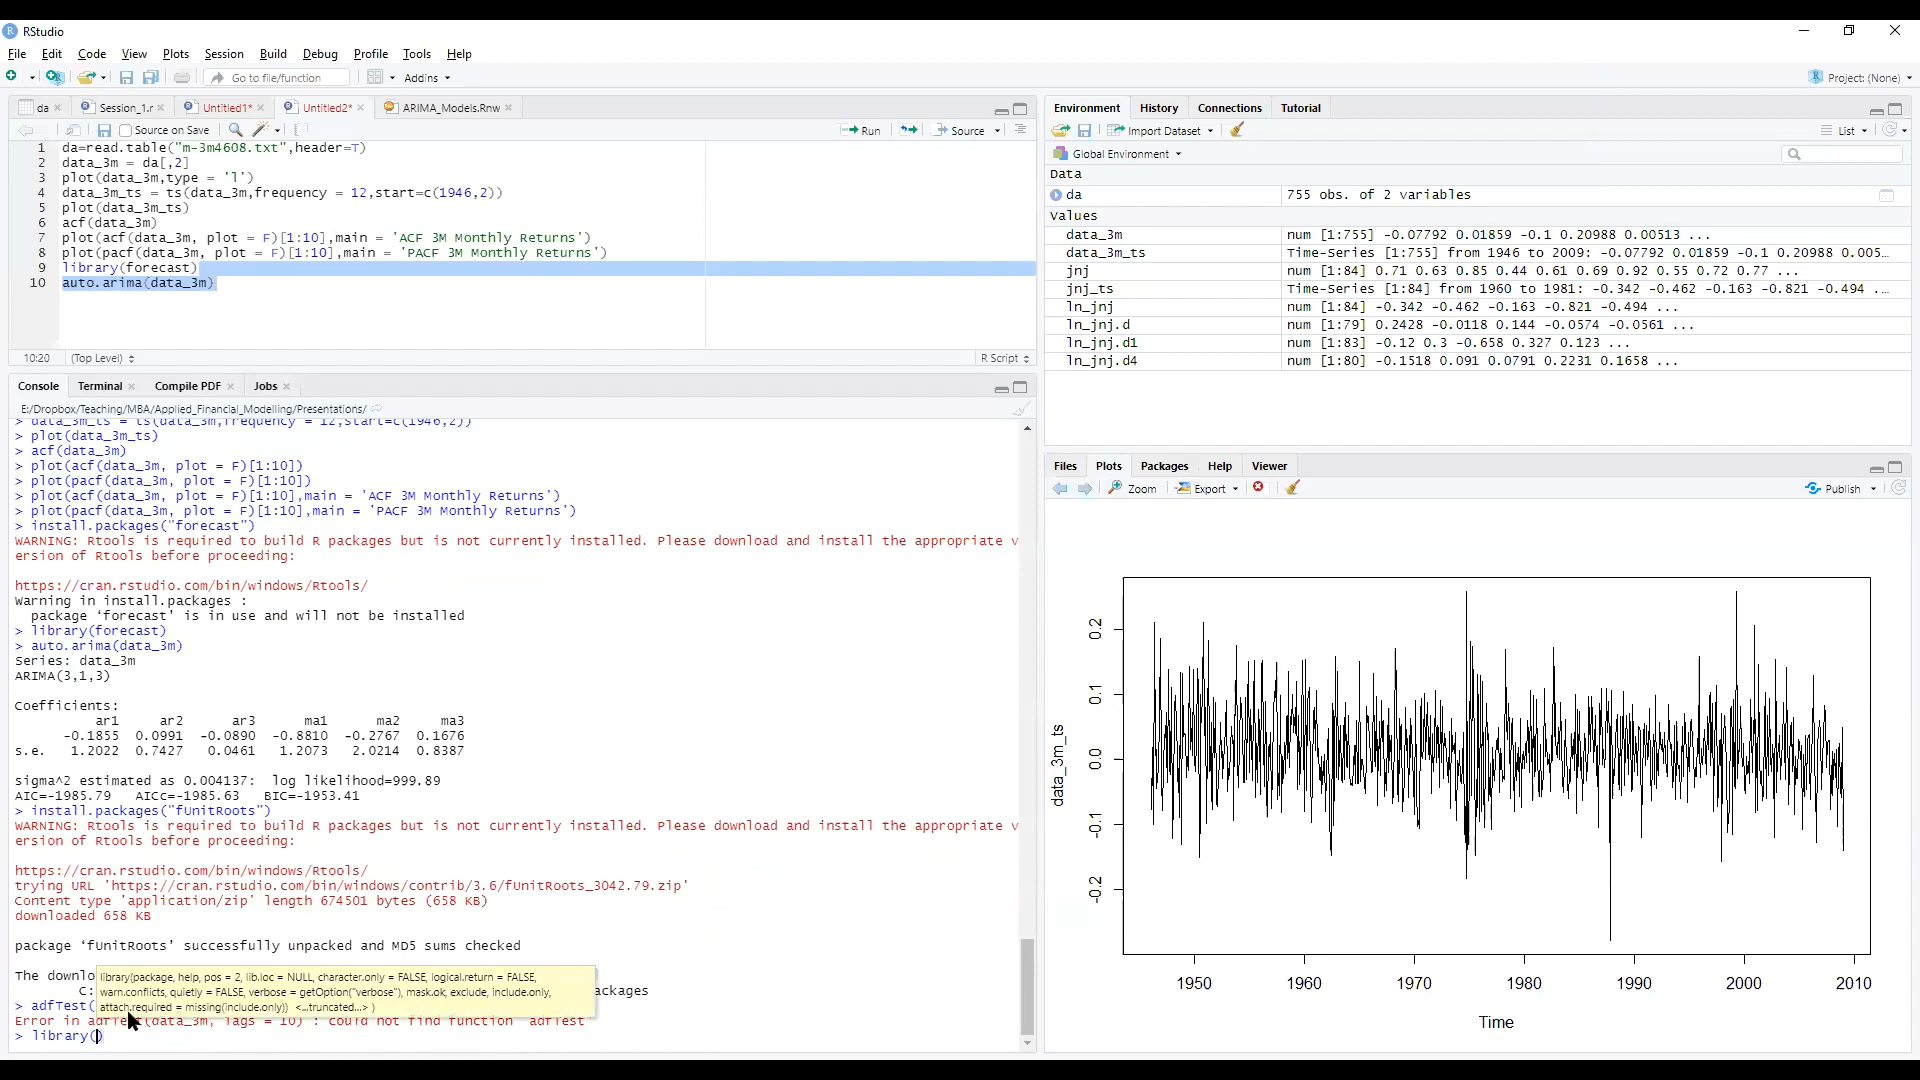 RStudio
File Edit Code View Plots Session Build Debug Profile Tools Help
Go to file/function Addins Project: (None)
da Session_1.r Untitled1* Untitled2* ARIMA_Models.Rnw
Source on Save Run Source
1 da=read.table("m-3m4608.txt",header=T)
2 data_3m = da[,2]
3 plot(data_3m,type = 'l')
4 data_3m_ts = ts(data_3m,frequency = 12,start=c(1946,2))
5 plot(data_3m_ts)
6 acf(data_3m)
7 plot(acf(data_3m, plot = F)[1:10],main = 'ACF 3M Monthly Returns')
8 plot(pacf(data_3m, plot = F)[1:10],main = 'PACF 3M Monthly Returns')
9 library(forecast)
10 auto.arima(data_3m)
10:20 (Top Level) R Script
Console Terminal Compile PDF Jobs
E:/Dropbox/Teaching/MBA/Applied_Financial_Modelling/Presentations/
> data_3m_ts = ts(data_3m,frequency = 12,start=c(1946,2))
> plot(data_3m_ts)
> acf(data_3m)
> plot(acf(data_3m, plot = F)[1:10])
> plot(pacf(data_3m, plot = F)[1:10])
> plot(acf(data_3m, plot = F)[1:10],main = 'ACF 3M Monthly Returns')
> plot(pacf(data_3m, plot = F)[1:10],main = 'PACF 3M Monthly Returns')
> install.packages("forecast")
WARNING: Rtools is required to build R packages but is not currently installed. Please download and install the appropriate v
ersion of Rtools before proceeding:
https://cran.rstudio.com/bin/windows/Rtools/
Warning in install.packages :
package ‘forecast’ is in use and will not be installed
> library(forecast)
> auto.arima(data_3m)
Series: data_3m
ARIMA(3,1,3)
Coefficients:
ar1 ar2 ar3 ma1 ma2 ma3
-0.1855 0.0991 -0.0890 -0.8810 -0.2767 0.1676
s.e. 1.2022 0.7427 0.0461 1.2073 2.0214 0.8387
sigma^2 estimated as 0.004137: log likelihood=999.89
AIC=-1985.79 AICc=-1985.63 BIC=-1953.41
> install.packages("fUnitRoots")
WARNING: Rtools is required to build R packages but is not currently installed. Please download and install the appropriate v
ersion of Rtools before proceeding:
https://cran.rstudio.com/bin/windows/Rtools/
trying URL 'https://cran.rstudio.com/bin/windows/contrib/3.6/fUnitRoots_3042.79.zip'
Content type 'application/zip' length 674501 bytes (658 KB)
downloaded 658 KB
package ‘fUnitRoots’ successfully unpacked and MD5 sums checked
The downlo
C: ackages
library(package, help, pos = 2, lib.loc = NULL, character.only = FALSE, logical.return = FALSE,
warn.conflicts, quietly = FALSE, verbose = getOption("verbose"), mask.ok, exclude, include.only,
attach.required = missing(include.only)) <...truncated...> )
> adfTest(
Error in adfTest(data_3m, lags = 10) : could not find function "adfTest"
> library()
Environment History Connections Tutorial
Import Dataset List
Global Environment
Data
da 755 obs. of 2 variables
Values
data_3m num [1:755] -0.07792 0.01859 -0.1 0.20988 0.00513 ...
data_3m_ts Time-Series [1:755] from 1946 to 2009: -0.07792 0.01859 -0.1 0.20988 0.005...
jnj num [1:84] 0.71 0.63 0.85 0.44 0.61 0.69 0.92 0.55 0.72 0.77 ...
jnj_ts Time-Series [1:84] from 1960 to 1981: -0.342 -0.462 -0.163 -0.821 -0.494 ...
ln_jnj num [1:84] -0.342 -0.462 -0.163 -0.821 -0.494 ...
ln_jnj.d num [1:79] 0.2428 -0.0118 0.144 -0.0574 -0.0561 ...
ln_jnj.d1 num [1:83] -0.12 0.3 -0.658 0.327 0.123 ...
ln_jnj.d4 num [1:80] -0.1518 0.091 0.0791 0.2231 0.1658 ...
Files Plots Packages Help Viewer
Zoom Export Publish
data_3m_ts
0.2
0.1
0.0
-0.1
-0.2
1950 1960 1970 1980 1990 2000 2010
Time